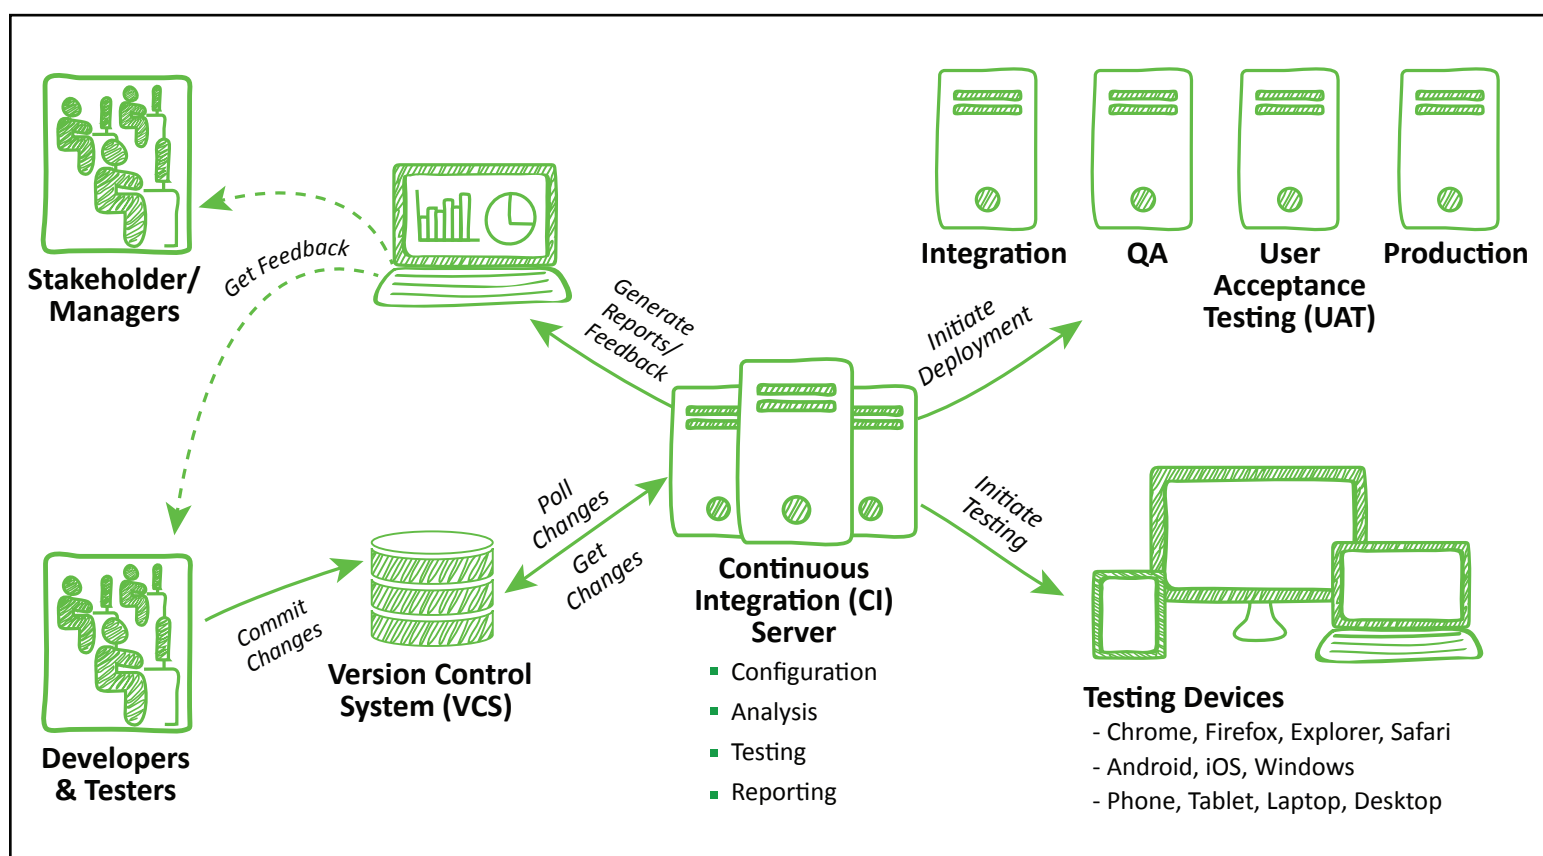 Stakeholder/
Managers
Get Feedback
Generate
Reports/
Feedback
Integration
QA
User
Acceptance
Testing (UAT)
Production
Initiate
Deployment
Initiate
Testing
Poll
Changes
Get
Changes
Commit
Changes
Developers
& Testers
Version Control
System (VCS)
Continuous
Integration (CI)
Server
▪ Configuration
▪ Analysis
▪ Testing
▪ Reporting
Testing Devices
- Chrome, Firefox, Explorer, Safari
- Android, iOS, Windows
- Phone, Tablet, Laptop, Desktop